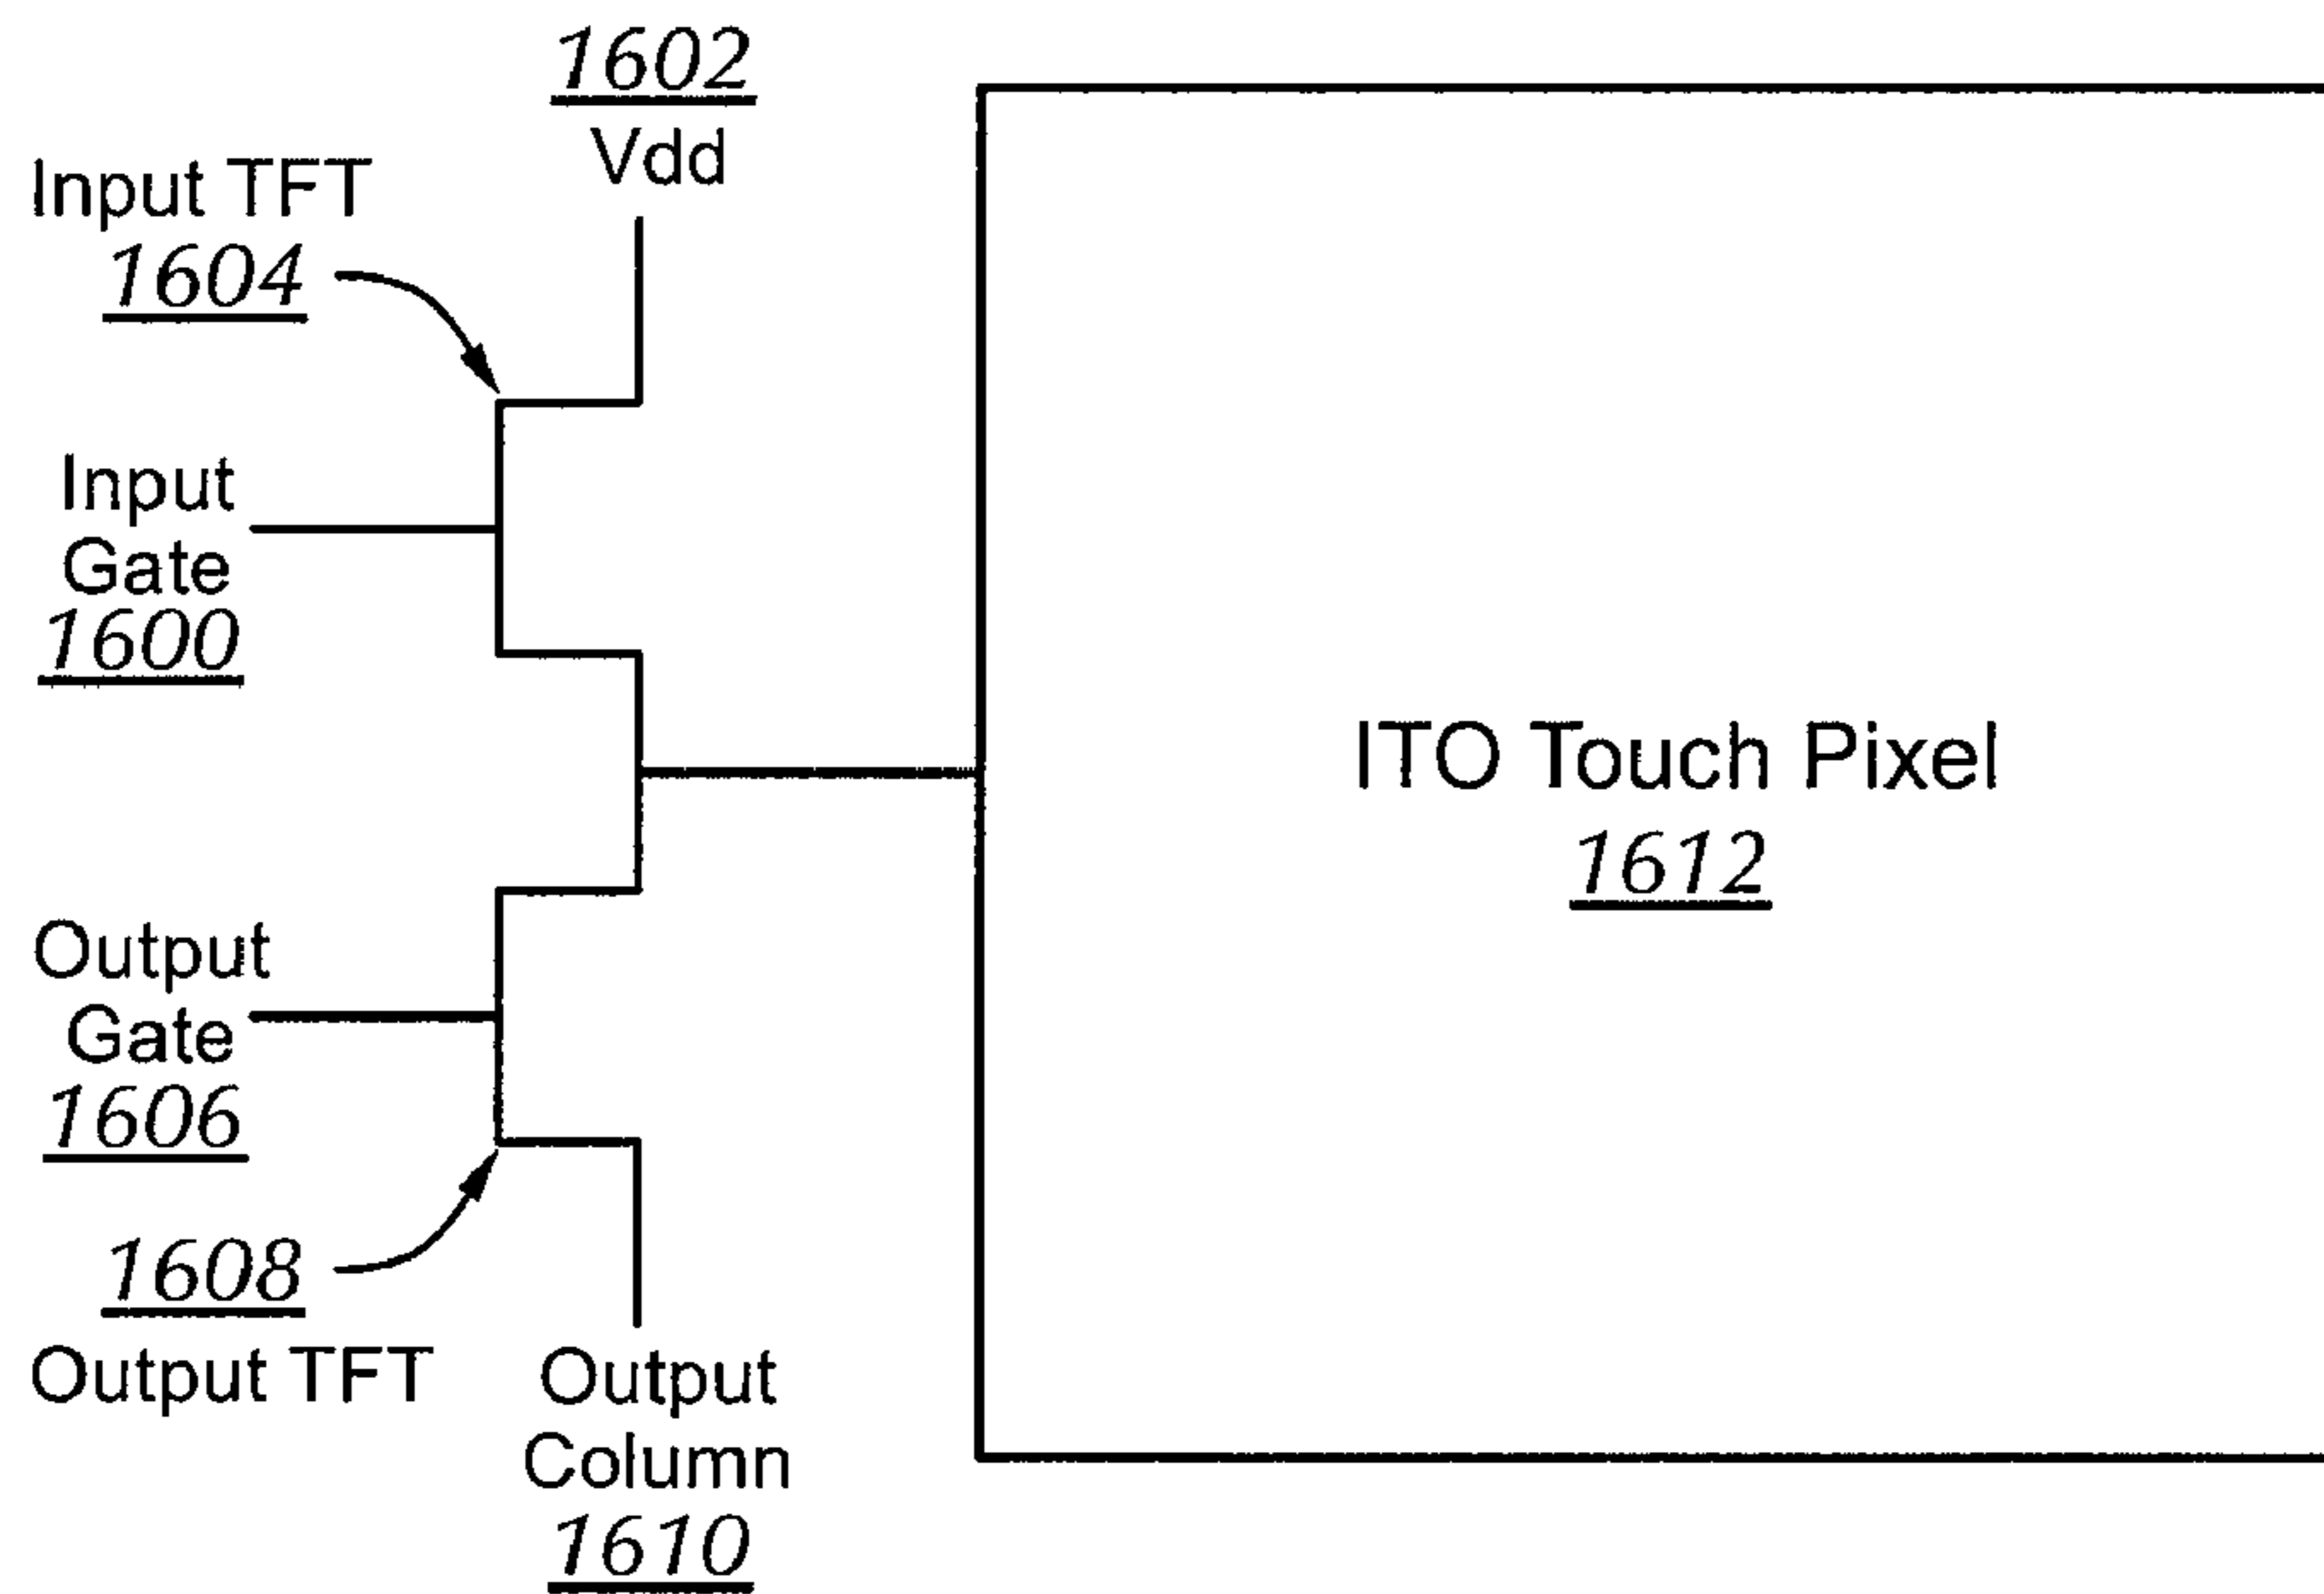 1602
Vdd
Input TFT
1604
Input
Gate
1600
ITO Touch Pixel
1612
Output
Gate
1606
1608
Output TFT
Output
Column
1610